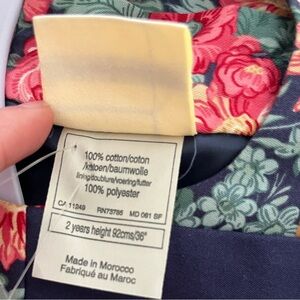 100% cotton/coton
/katoen/baumwolle
lining/doublure/voering/futter
100% polyester
CA 11249 RN73785 MD 061 SF
2 years height 92cms/36"
Made in Morocco
Fabriqué au Maroc